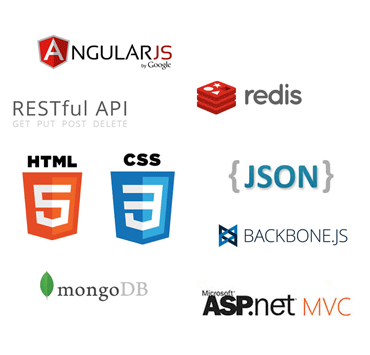 ANGULARJS
by Google
redis
RESTful API
GET PUT POST DELETE
HTML
5
CSS
3
{JSON}
BACKBONE.JS
mongoDB
Microsoft
ASP.net MVC